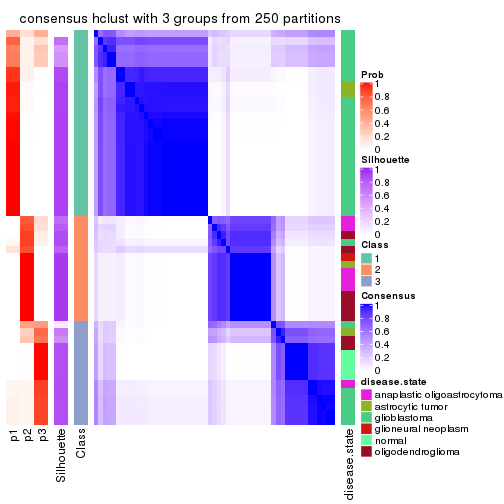 consensus hclust with 3 groups from 250 partitions
Prob
1
0.8
0.6
0.4
0.2
0
Silhouette
1
0.8
0.6
0.4
0.2
0
Class
1
2
3
Consensus
1
0.8
0.6
0.4
0.2
0
disease.state
anaplastic oligoastrocytoma
astrocytic tumor
glioblastoma
glioneural neoplasm
normal
oligodendroglioma
p1
p2
p3
Silhouette
Class
disease.state